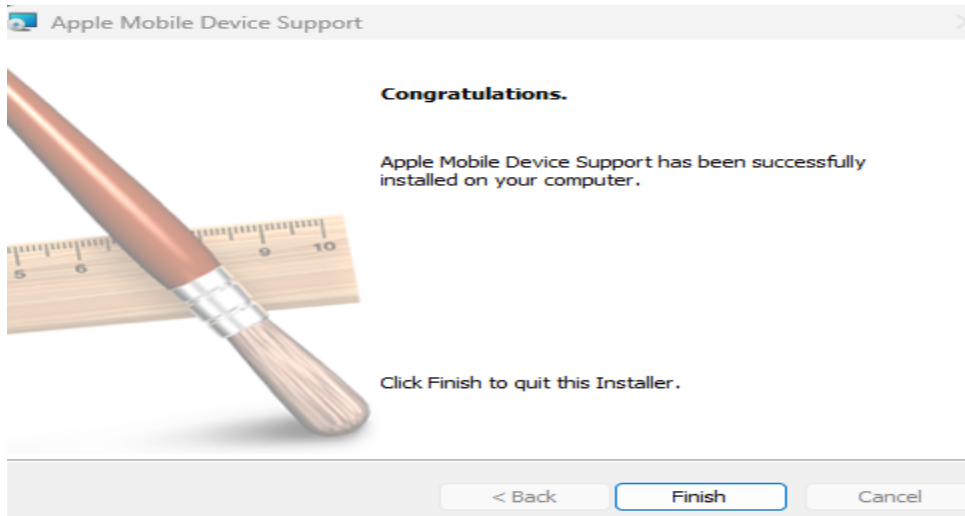 Apple Mobile Device Support
Congratulations.
Apple Mobile Device Support has been successfully
installed on your computer.
5 6 9 10
Click Finish to quit this Installer.
< Back Finish Cancel